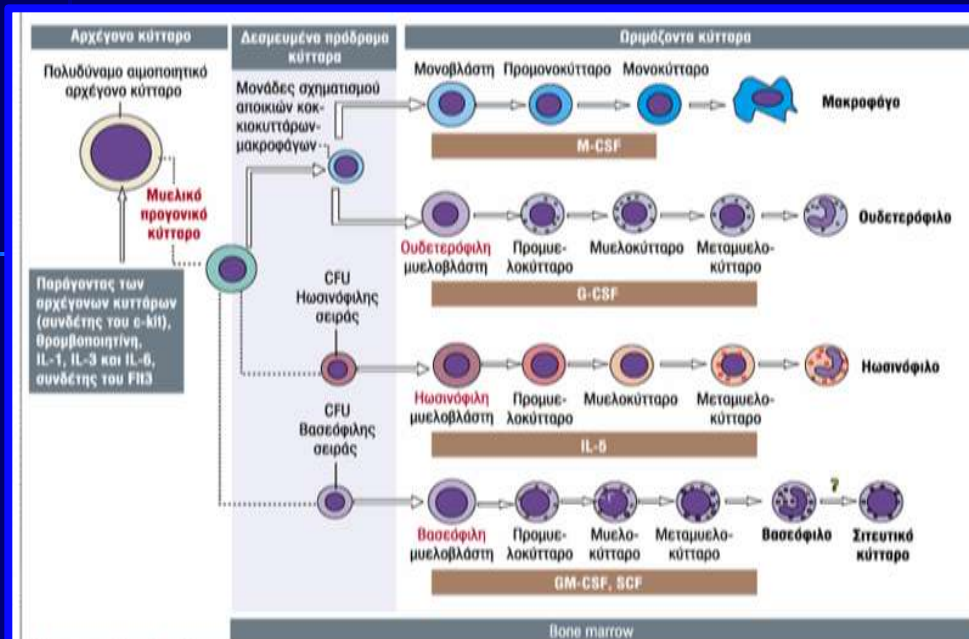 Αρχέγονο κύτταρο
Δεσμευμένα πρόδρομα
κύτταρα
Ωριμάζοντα κύτταρα
Πολυδύναμο αιμοποιητικό
αρχέγονο κύτταρο
Μυελικό
προγονικό
κύτταρο
Παράγοντας των
αρχέγονων κυττάρων
(συνδέτης του c-kit),
θρομβοποιητίνη,
IL-1, IL-3 και IL-6,
συνδέτης του Flt3
Μονάδες σχηματισμού
αποικιών κοκ-
κιοκυττάρων-
μακροφάγων
Μονοβλάστη
Προμονοκύτταρο
Μονοκύτταρο
Μακροφάγο
M-CSF
Ουδετερόφιλη
μυελοβλάστη
Προμυε-
λοκύτταρο
Μυελοκύτταρο
Μεταμυελο-
κύτταρο
Ουδετερόφιλο
G-CSF
CFU
Ηωσινόφιλης
σειράς
Ηωσινόφιλη
μυελοβλάστη
Προμυε-
λοκύτταρο
Μυελοκύτταρο
Μεταμυελο-
κύτταρο
Ηωσινόφιλο
IL-5
CFU
Βασεόφιλης
σειράς
Βασεόφιλη
μυελοβλάστη
Προμυε-
λοκύτταρο
Μυελο-
κύτταρο
Μεταμυελο-
κύτταρο
Βασεόφιλο
?
Σιτευτικό
κύτταρο
GM-CSF, SCF
Bone marrow